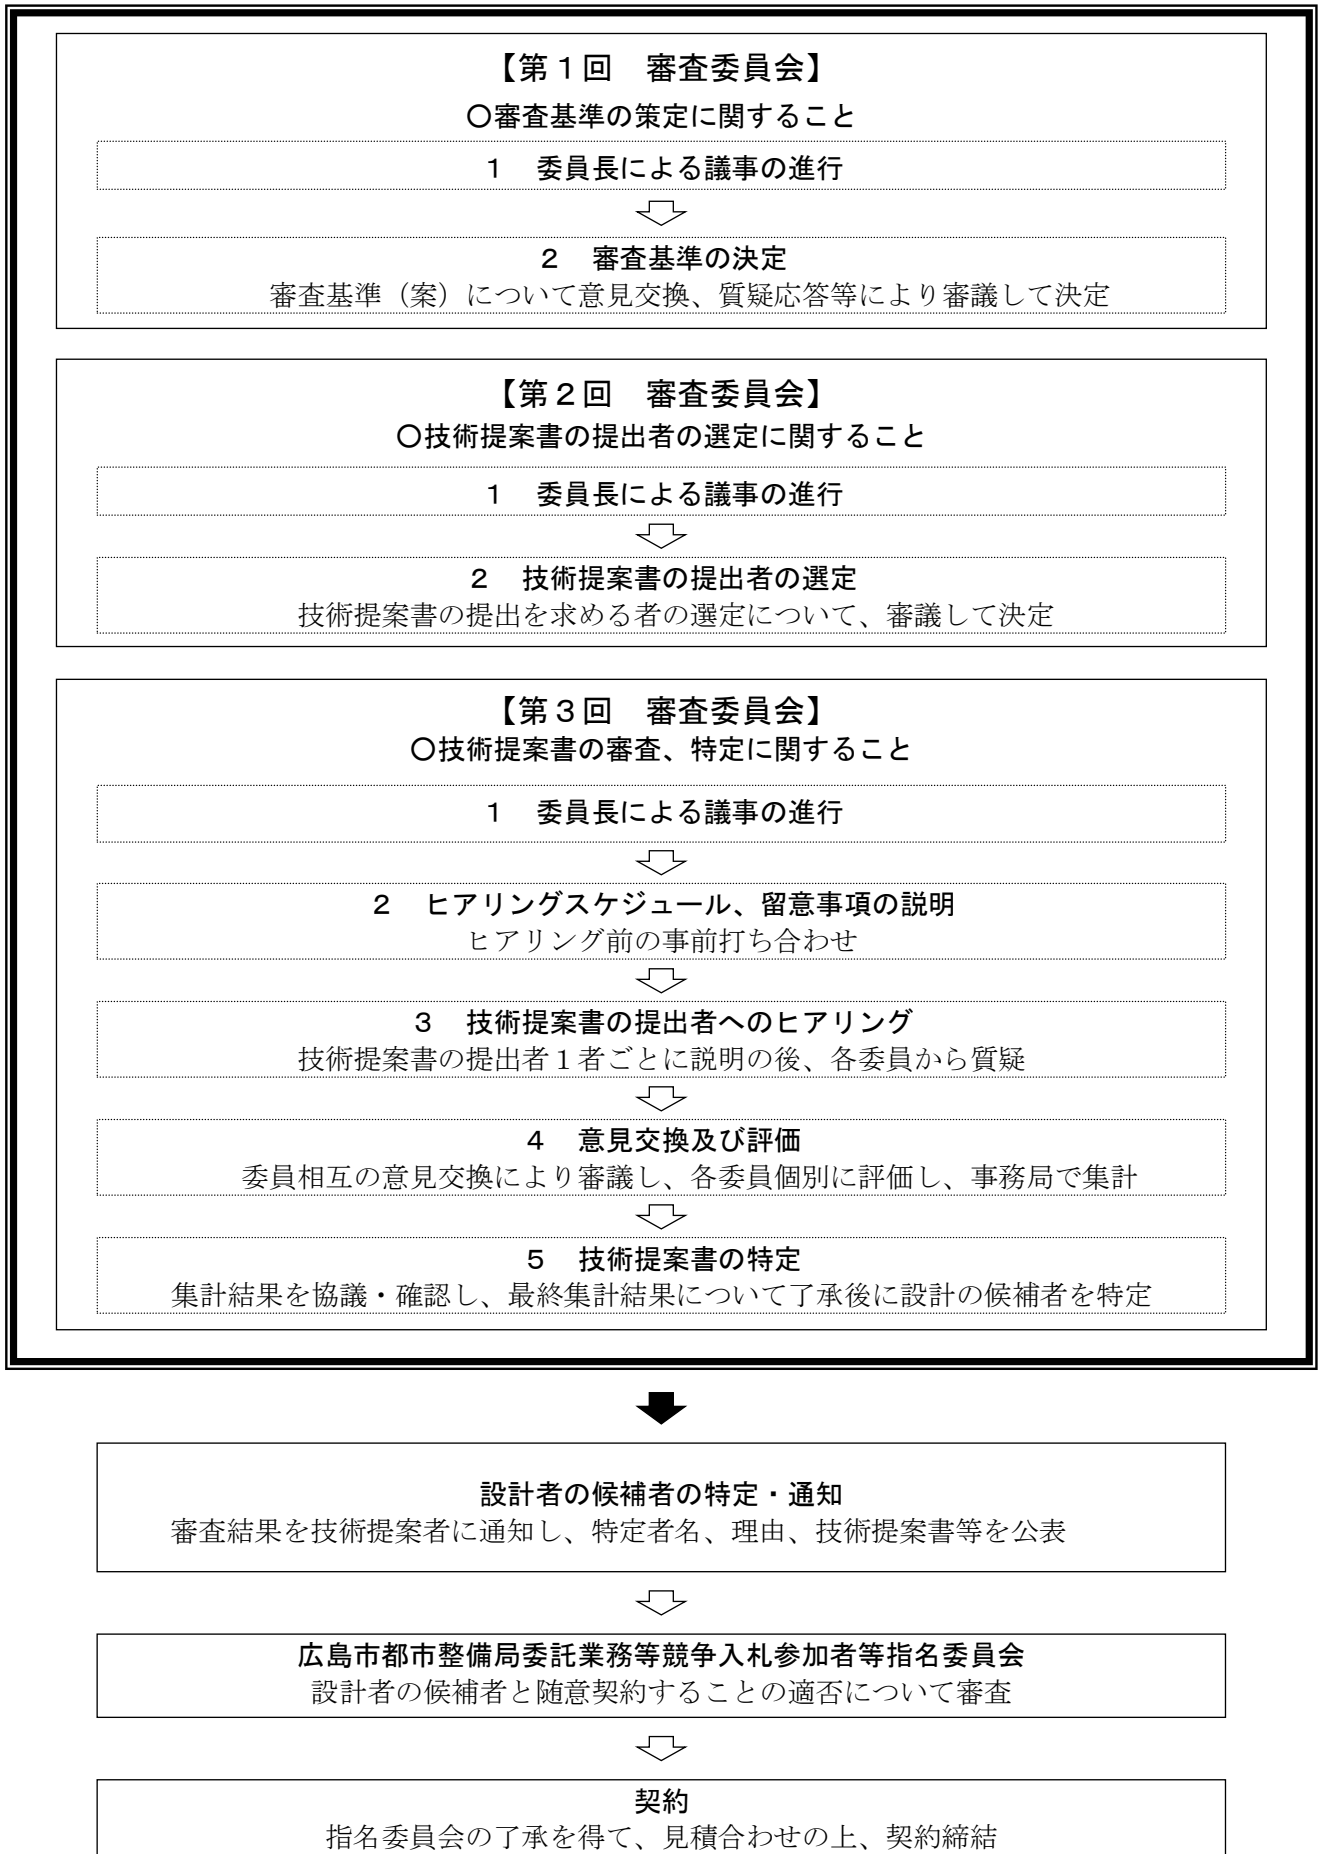 【第１回　審査委員会】
〇審査基準の策定に関すること
１　委員長による議事の進行
２　審査基準の決定
審査基準（案）について意見交換、質疑応答等により審議して決定
【第２回　審査委員会】
〇技術提案書の提出者の選定に関すること
１　委員長による議事の進行
２　技術提案書の提出者の選定
技術提案書の提出を求める者の選定について、審議して決定
【第３回　審査委員会】
〇技術提案書の審査、特定に関すること
１　委員長による議事の進行
２　ヒアリングスケジュール、留意事項の説明
ヒアリング前の事前打ち合わせ
３　技術提案書の提出者へのヒアリング
技術提案書の提出者１者ごとに説明の後、各委員から質疑
４　意見交換及び評価
委員相互の意見交換により審議し、各委員個別に評価し、事務局で集計
５　技術提案書の特定
集計結果を協議・確認し、最終集計結果について了承後に設計の候補者を特定
設計者の候補者の特定・通知
審査結果を技術提案者に通知し、特定者名、理由、技術提案書等を公表
広島市都市整備局委託業務等競争入札参加者等指名委員会
設計者の候補者と随意契約することの適否について審査
契約
指名委員会の了承を得て、見積合わせの上、契約締結